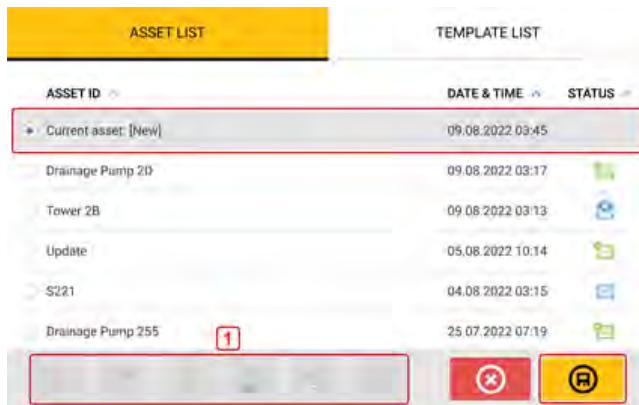 ASSET LIST TEMPLATE LIST
ASSET ID DATE & TIME STATUS
Current asset: [New] 09.08.2022 03:45
Drainage Pump 2D 09.08.2022 03:17
Tower 2B 09.08.2022 03:13
Update 05.08.2022 10:14
S221 04.08.2022 03:15
Drainage Pump 255 25.07.2022 07:19
1